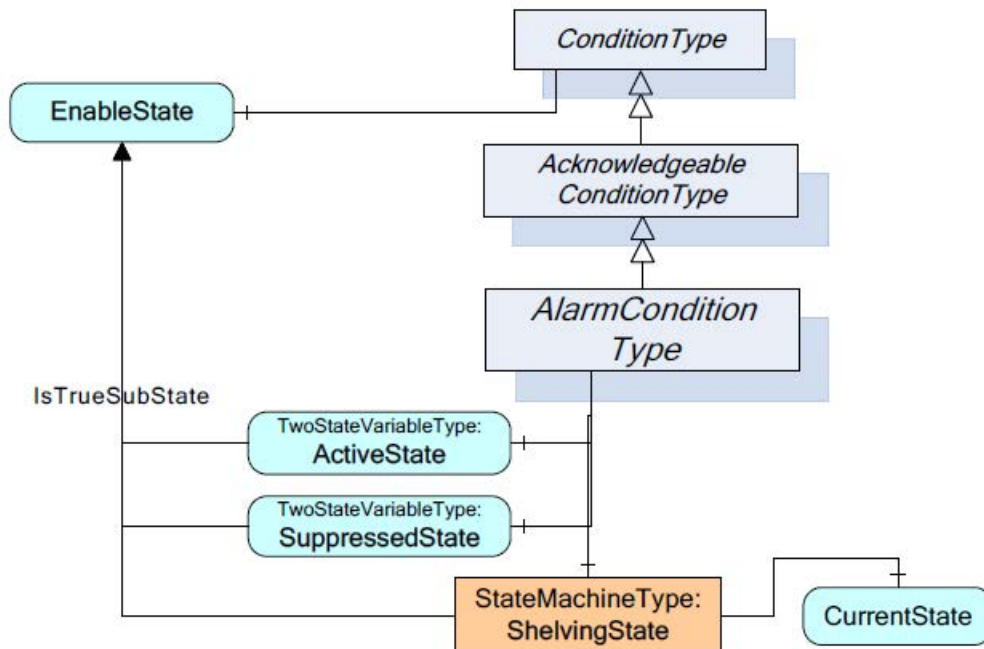 ConditionType
EnableState
Acknowledgeable
ConditionType
AlarmCondition
Type
IsTrueSubState
TwoStateVariableType:
ActiveState
TwoStateVariableType:
SuppressedState
StateMachineType:
ShelvingState
CurrentState